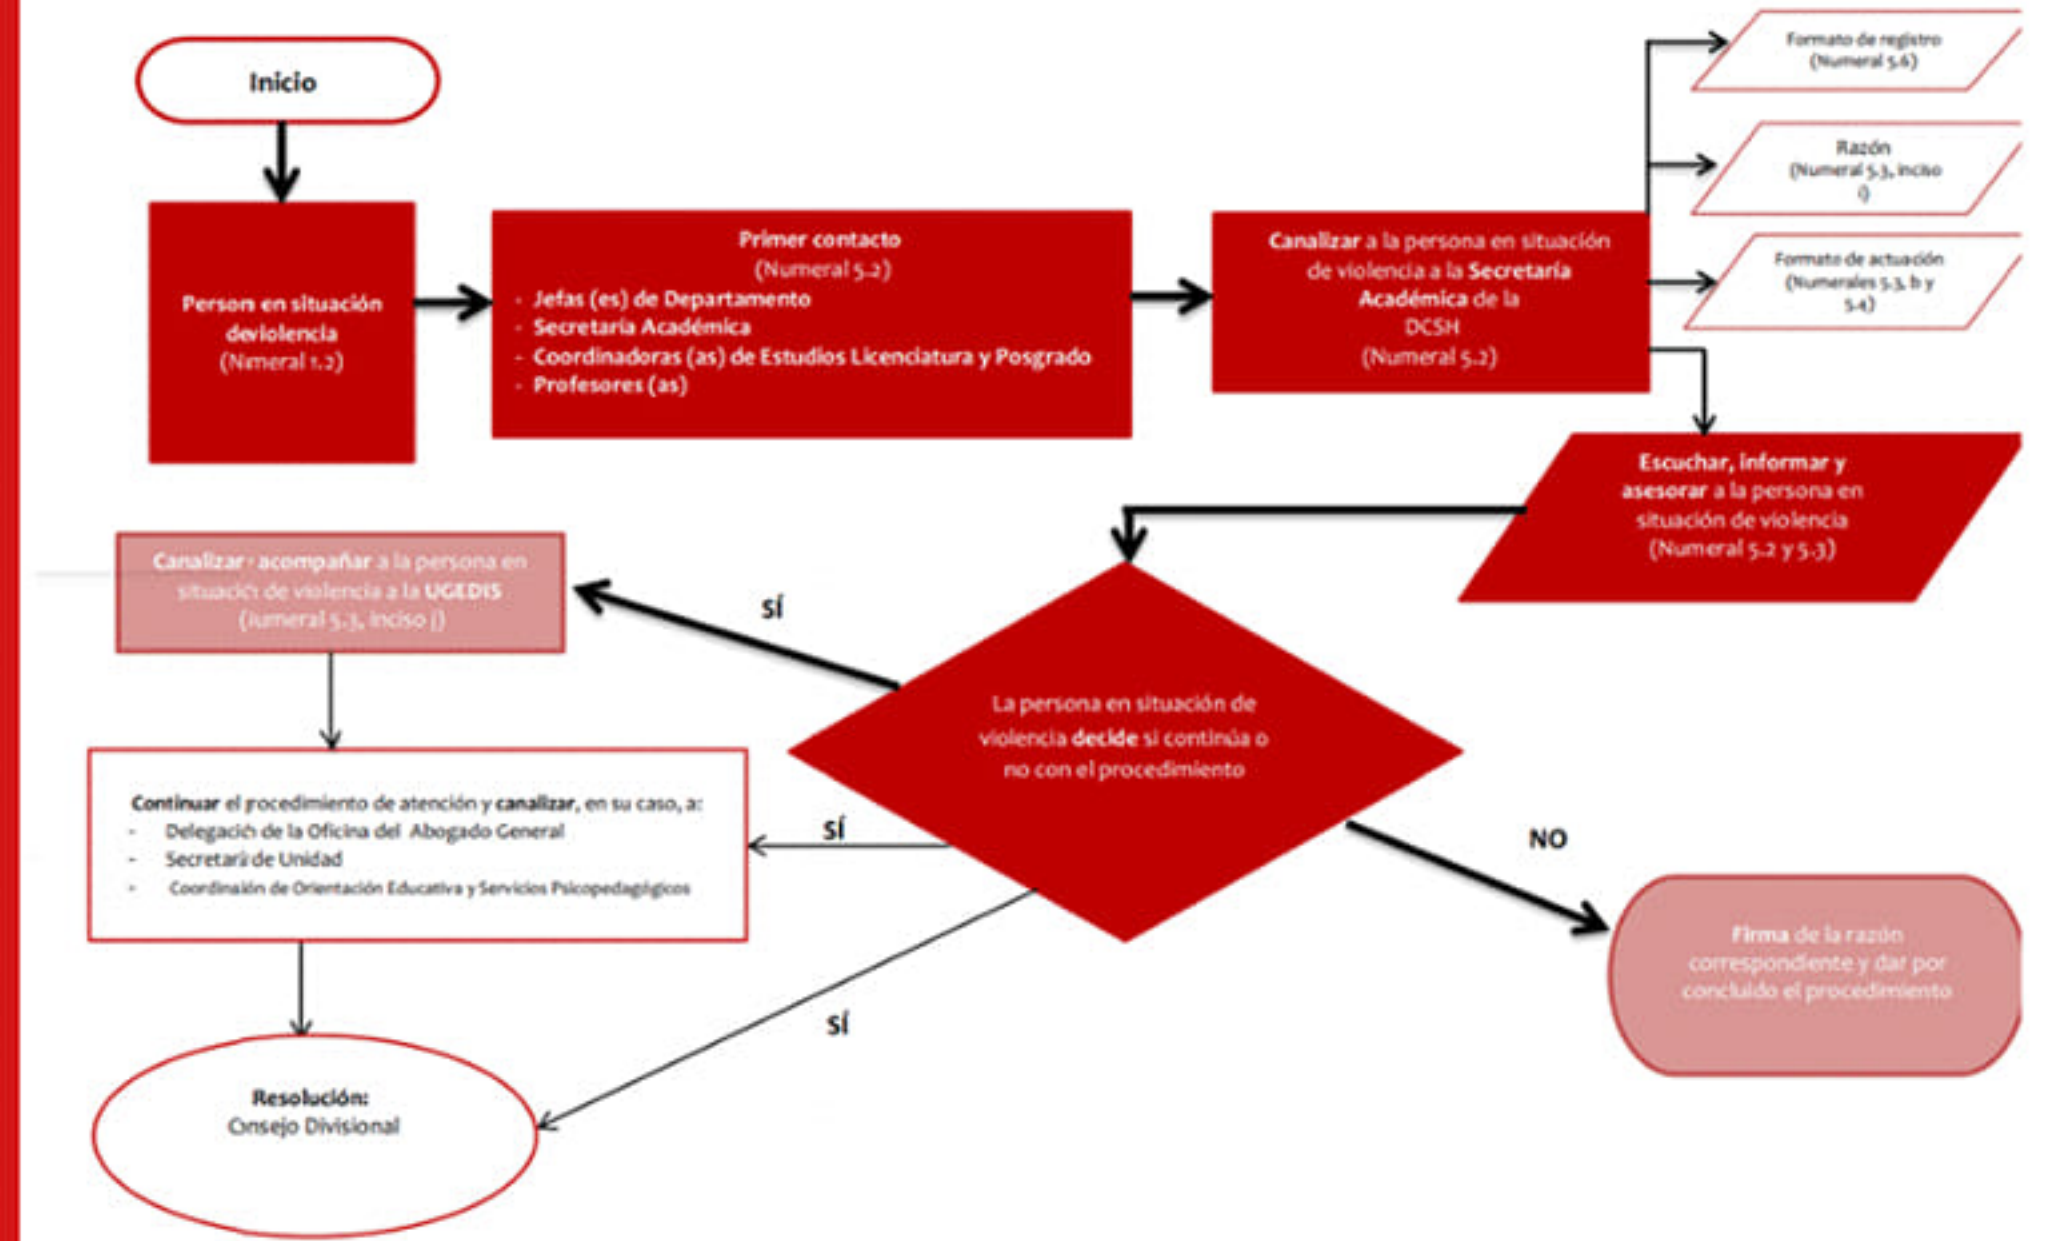 Inicio
Person en situación
deviolencia
(Nmeral 1.2)
Primer contacto
(Numeral 5.2)
- Jefas (es) de Departamento
- Secretaría Académica
- Coordinadoras (as) de Estudios Licenciatura y Posgrado
- Profesores (as)
Canalizar a la persona en situación
de violencia a la Secretaría
Académica de la
DCSH
(Numeral 5.2)
Formato de registro
(Numeral 5.6)
Razón
(Numeral 5.3, inciso
i)
Formato de actuación
(Numerales 5.3, b y
5.4)
Escuchar, informar y
asesorar a la persona en
situación de violencia
(Numeral 5.2 y 5.3)
La persona en situación de
violencia decide si continúa o
no con el procedimiento
SÍ
SÍ
SÍ
NO
Canalizar acompañar a la persona en
situación de violencia a la UGEDIS
(umeral 5.3, inciso j)
Continuar el rocedimiento de atención y canalizar, en su caso, a:
- Delegación de la Oficina del Abogado General
- Secretaría de Unidad
- Coordinaión de Orientación Educativa y Servicios Psicopedagógicos
Firma de la razón
correspondiente y dar por
concluido el procedimiento
Resolución:
Onsejo Divisional